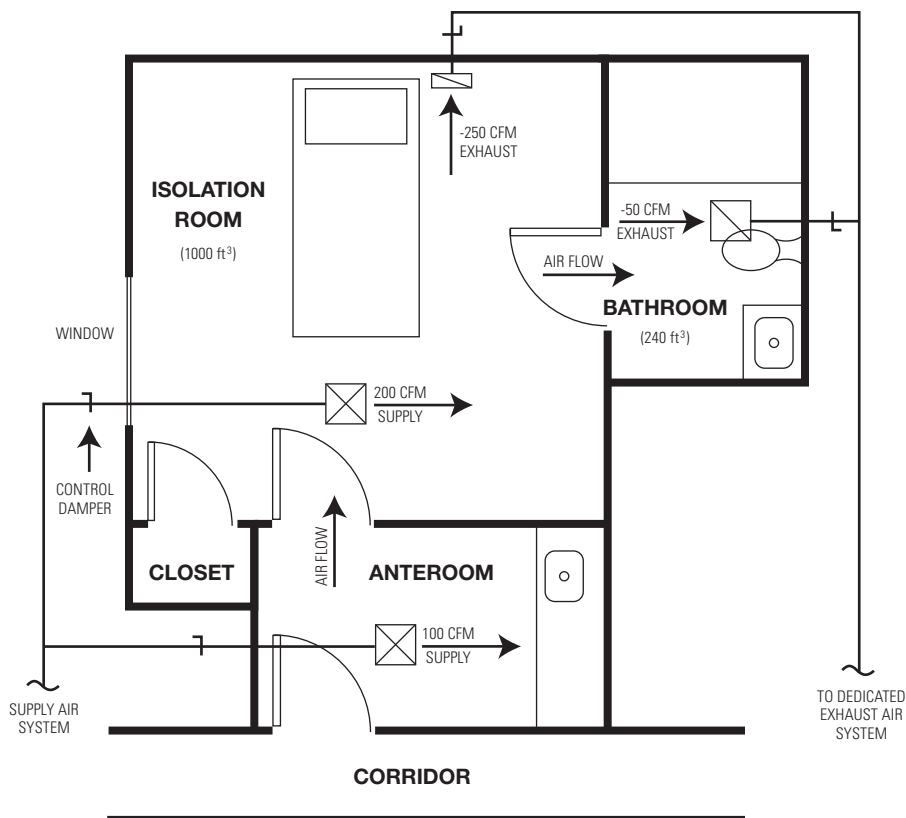 -250 CFM
EXHAUST
ISOLATION
ROOM
(1000 ft³)
-50 CFM
EXHAUST
AIR FLOW
BATHROOM
(240 ft³)
WINDOW
200 CFM
SUPPLY
CONTROL
DAMPER
AIR FLOW
CLOSET
ANTEROOM
100 CFM
SUPPLY
SUPPLY AIR
SYSTEM
TO DEDICATED
EXHAUST AIR
SYSTEM
CORRIDOR